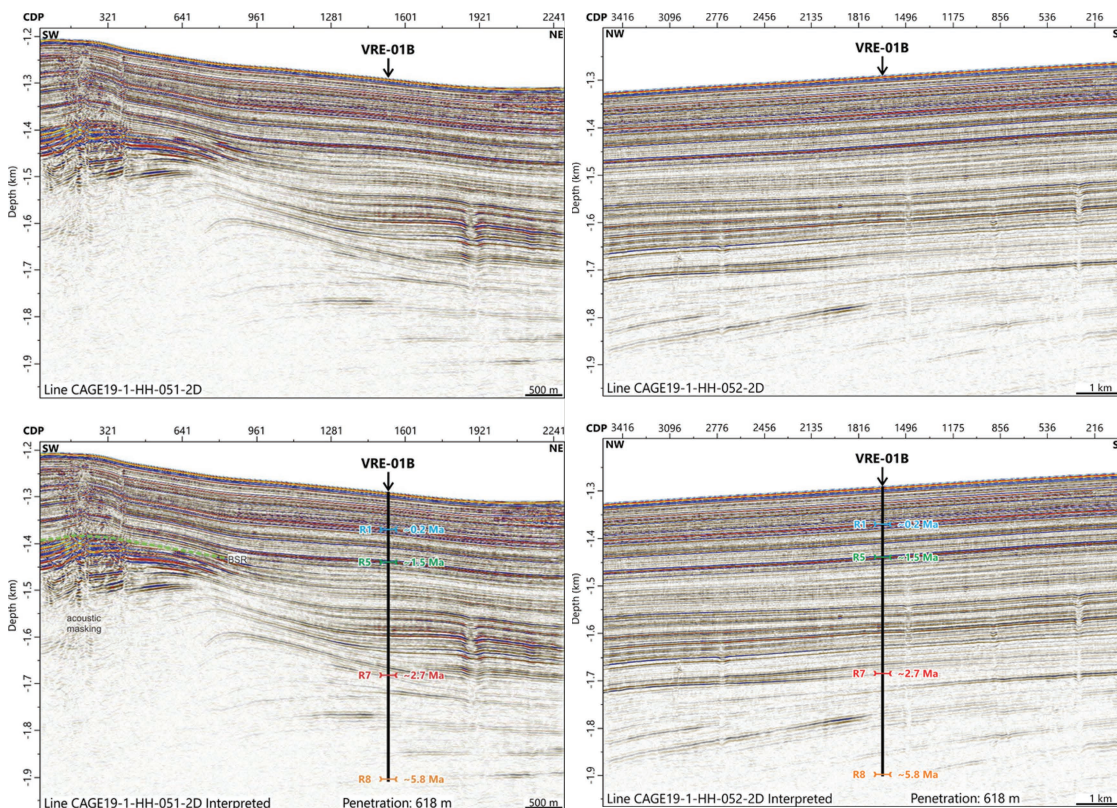 CDP 321 641 961 1281 1601 1921 2241
SW VRE-01B NE
Depth (km)
-1.2
-1.3
-1.4
-1.5
-1.6
-1.7
-1.8
-1.9
Line CAGE19-1-HH-051-2D 500 m
CDP 3416 3096 2776 2456 2135 1816 1496 1175 856 536 216
NW VRE-01B S
Depth (km)
-1.3
-1.4
-1.5
-1.6
-1.7
-1.8
-1.9
Line CAGE19-1-HH-052-2D 1 km
CDP 321 641 961 1281 1601 1921 2241
SW VRE-01B NE
Depth (km)
-1.2
-1.3
-1.4
-1.5
-1.6
-1.7
-1.8
-1.9
R1 ~0.2 Ma
R5 ~1.5 Ma
BSR
acoustic
masking
R7 ~2.7 Ma
R8 ~5.8 Ma
Line CAGE19-1-HH-051-2D Interpreted Penetration: 618 m 500 m
CDP 3416 3096 2776 2456 2135 1816 1496 1175 856 536 216
NW VRE-01B S
Depth (km)
-1.3
-1.4
-1.5
-1.6
-1.7
-1.8
-1.9
R1 ~0.2 Ma
R5 ~1.5 Ma
R7 ~2.7 Ma
R8 ~5.8 Ma
Line CAGE19-1-HH-052-2D Interpreted Penetration: 618 m 1 km